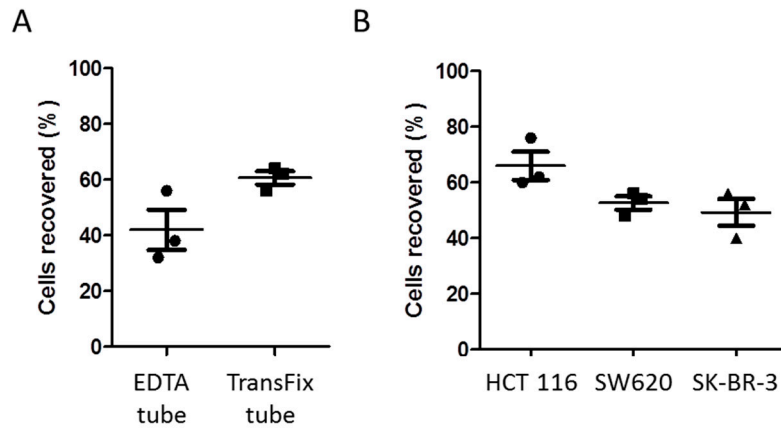 A
Cells recovered (%)
100
80
60
40
20
0
EDTA
tube
TransFix
tube
B
Cells recovered (%)
100
80
60
40
20
0
HCT 116
SW620
SK-BR-3